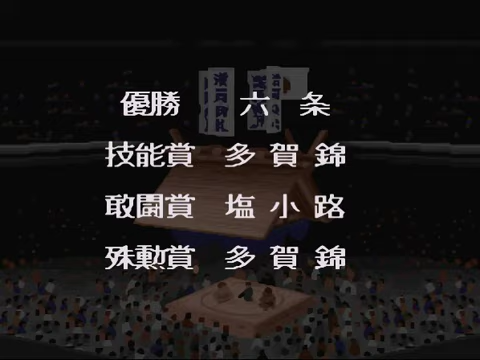 優勝 六条
技能賞 多賀錦
敢闘賞 塩小路
殊勲賞 多賀錦